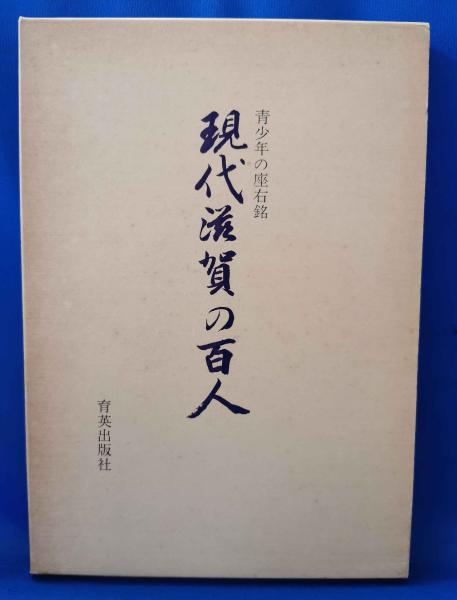 青少年の座右銘
現代滋賀の百人
育英出版社